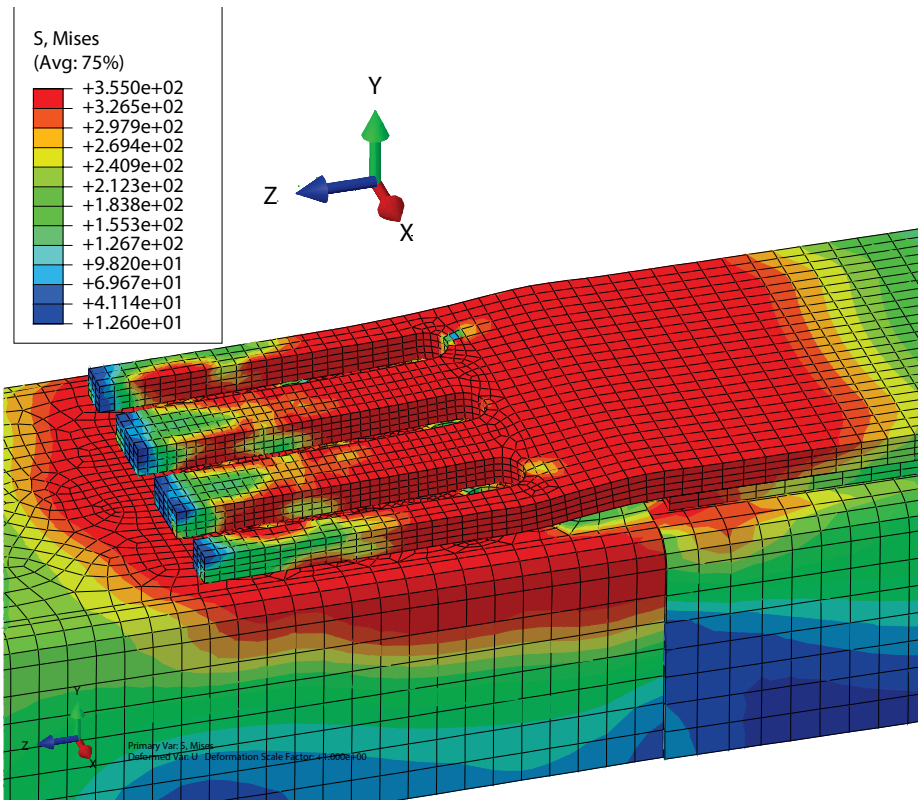 S, Mises
(Avg: 75%)
+3.550e+02
+3.265e+02
+2.979e+02
+2.694e+02
+2.409e+02
+2.123e+02
+1.838e+02
+1.553e+02
+1.267e+02
+9.820e+01
+6.967e+01
+4.114e+01
+1.260e+01
Y
Z
X
Y
Z
X
Primary Var: S, Mises
Deformed Var: U Deformation Scale Factor: +1.000e+00